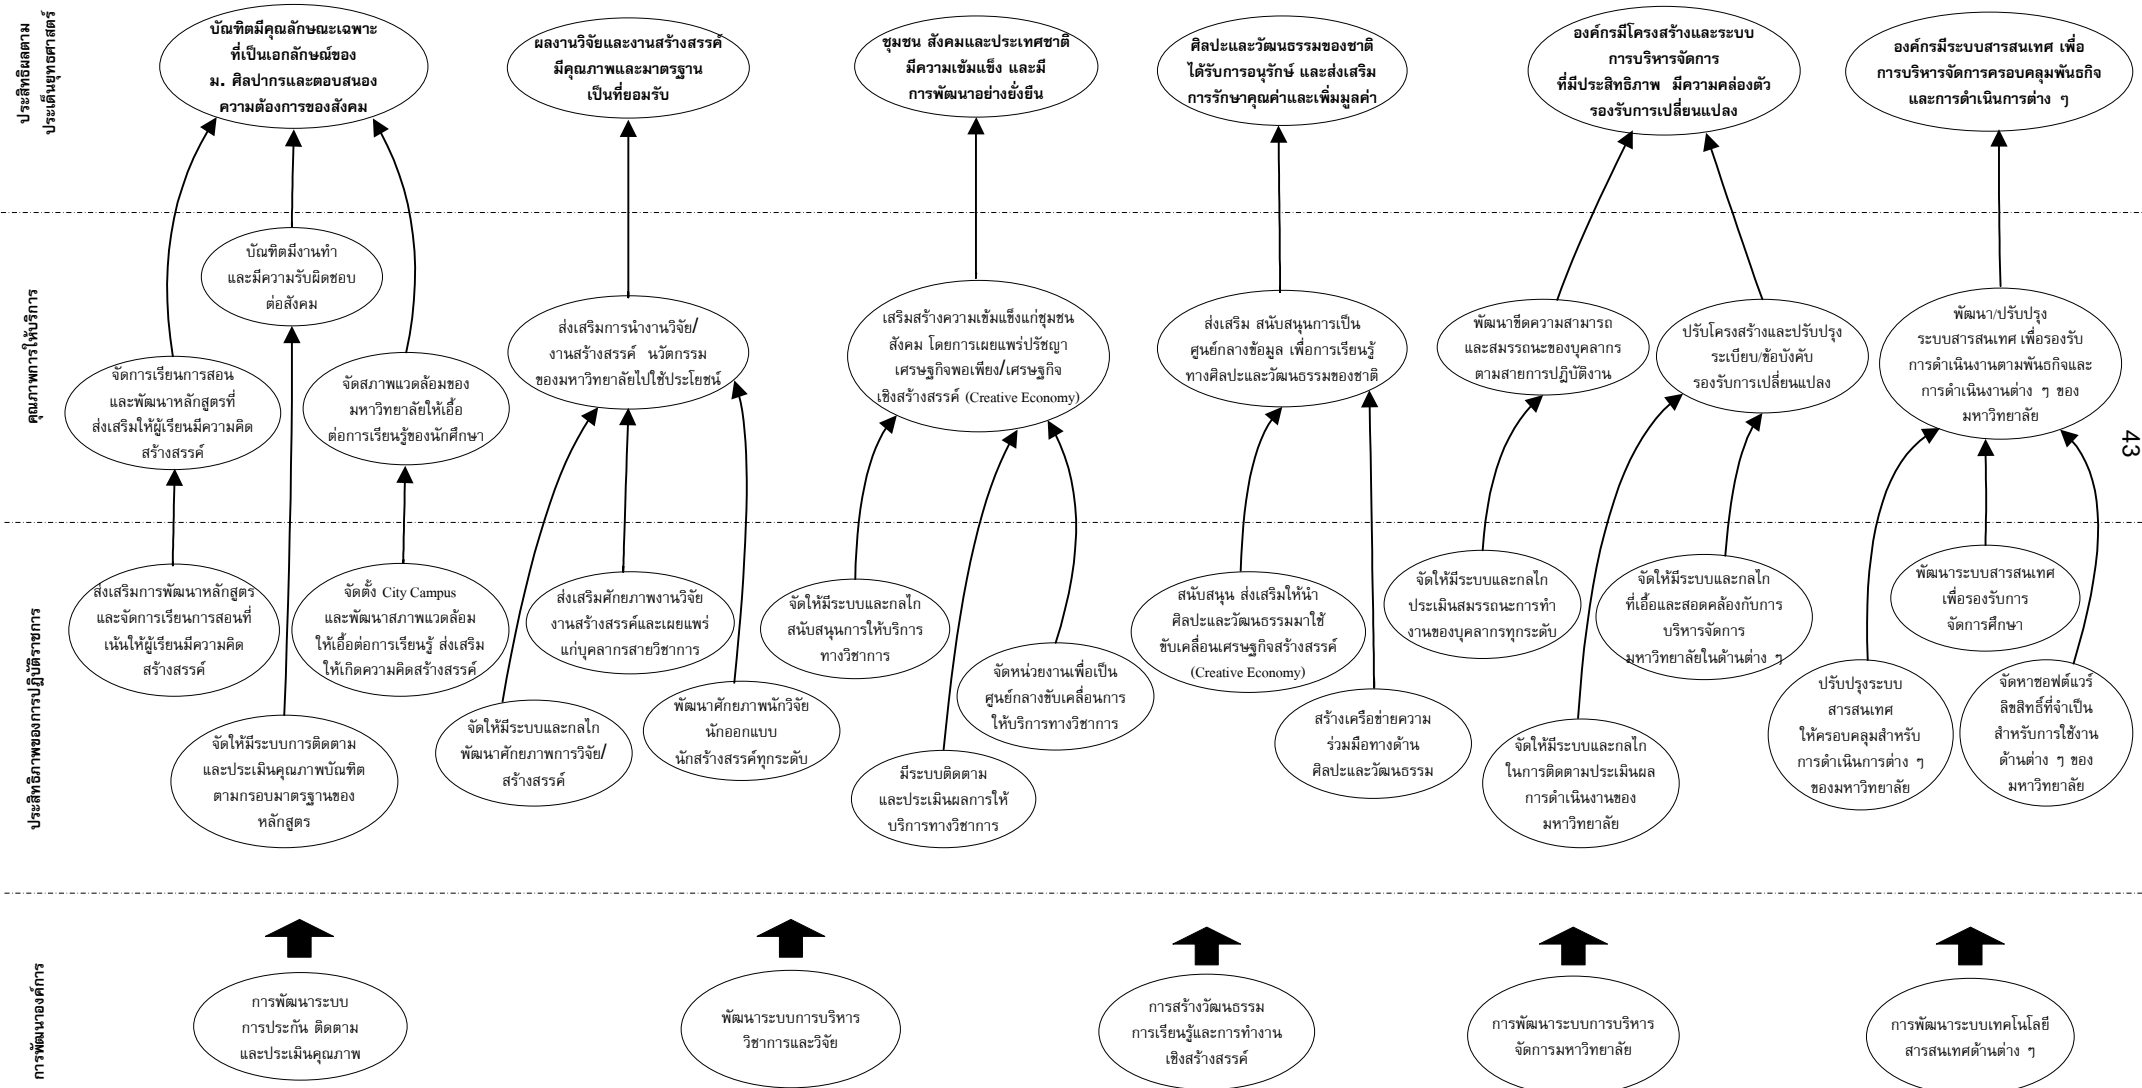 ประสิทธิผลตาม
ประเด็นยุทธศาสตร์
บัณฑิตมีคุณลักษณะเฉพาะ
ที่เป็นเอกลักษณ์ของ
ม. ศิลปากรและตอบสนอง
ความต้องการของสังคม
ผลงานวิจัยและงานสร้างสรรค์
มีคุณภาพและมาตรฐาน
เป็นที่ยอมรับ
ชุมชน สังคมและประเทศชาติ
มีความเข้มแข็ง และมี
การพัฒนาอย่างยั่งยืน
ศิลปะและวัฒนธรรมของชาติ
ได้รับการอนุรักษ์ และส่งเสริม
การรักษาคุณค่าและเพิ่มมูลค่า
องค์กรมีโครงสร้างและระบบ
การบริหารจัดการ
ที่มีประสิทธิภาพ มีความคล่องตัว
รองรับการเปลี่ยนแปลง
องค์กรมีระบบสารสนเทศ เพื่อ
การบริหารจัดการครอบคลุมพันธกิจ
และการดำเนินการต่าง ๆ
คุณภาพการให้บริการ
บัณฑิตมีงานทำ
และมีความรับผิดชอบ
ต่อสังคม
จัดการเรียนการสอน
และพัฒนาหลักสูตรที่
ส่งเสริมให้ผู้เรียนมีความคิด
สร้างสรรค์
จัดสภาพแวดล้อมของ
มหาวิทยาลัยให้เอื้อ
ต่อการเรียนรู้ของนักศึกษา
ส่งเสริมการนำงานวิจัย/
งานสร้างสรรค์ นวัตกรรม
ของมหาวิทยาลัยไปใช้ประโยชน์
เสริมสร้างความเข้มแข็งแก่ชุมชน
สังคม โดยการเผยแพร่ปรัชญา
เศรษฐกิจพอเพียง/เศรษฐกิจ
เชิงสร้างสรรค์ (Creative Economy)
ส่งเสริม สนับสนุนการเป็น
ศูนย์กลางข้อมูล เพื่อการเรียนรู้
ทางศิลปะและวัฒนธรรมของชาติ
พัฒนาขีดความสามารถ
และสมรรถนะของบุคลากร
ตามสายการปฏิบัติงาน
ปรับโครงสร้างและปรับปรุง
ระเบียบ/ข้อบังคับ
รองรับการเปลี่ยนแปลง
พัฒนา/ปรับปรุง
ระบบสารสนเทศ เพื่อรองรับ
การดำเนินงานตามพันธกิจและ
การดำเนินงานต่าง ๆ ของ
มหาวิทยาลัย
43
ประสิทธิภาพของการปฏิบัติราชการ
ส่งเสริมการพัฒนาหลักสูตร
และจัดการเรียนการสอนที่
เน้นให้ผู้เรียนมีความคิด
สร้างสรรค์
จัดให้มีระบบการติดตาม
และประเมินคุณภาพบัณฑิต
ตามกรอบมาตรฐานของ
หลักสูตร
จัดตั้ง City Campus
และพัฒนาสภาพแวดล้อม
ให้เอื้อต่อการเรียนรู้ ส่งเสริม
ให้เกิดความคิดสร้างสรรค์
จัดให้มีระบบและกลไก
พัฒนาศักยภาพการวิจัย/
สร้างสรรค์
ส่งเสริมศักยภาพงานวิจัย
งานสร้างสรรค์และเผยแพร่
แก่บุคลากรสายวิชาการ
พัฒนาศักยภาพนักวิจัย
นักออกแบบ
นักสร้างสรรค์ทุกระดับ
จัดให้มีระบบและกลไก
สนับสนุนการให้บริการ
ทางวิชาการ
มีระบบติดตาม
และประเมินผลการให้
บริการทางวิชาการ
จัดหน่วยงานเพื่อเป็น
ศูนย์กลางขับเคลื่อนการ
ให้บริการทางวิชาการ
สนับสนุน ส่งเสริมให้นำ
ศิลปะและวัฒนธรรมมาใช้
ขับเคลื่อนเศรษฐกิจสร้างสรรค์
(Creative Economy)
สร้างเครือข่ายความ
ร่วมมือทางด้าน
ศิลปะและวัฒนธรรม
จัดให้มีระบบและกลไก
ประเมินสมรรถนะการทำ
งานของบุคลากรทุกระดับ
จัดให้มีระบบและกลไก
ในการติดตามประเมินผล
การดำเนินงานของ
มหาวิทยาลัย
จัดให้มีระบบและกลไก
ที่เอื้อและสอดคล้องกับการ
บริหารจัดการ
มหาวิทยาลัยในด้านต่าง ๆ
ปรับปรุงระบบ
สารสนเทศ
ให้ครอบคลุมสำหรับ
การดำเนินการต่าง ๆ
ของมหาวิทยาลัย
พัฒนาระบบสารสนเทศ
เพื่อรองรับการ
จัดการศึกษา
จัดหาซอฟต์แวร์
ลิขสิทธิ์ที่จำเป็น
สำหรับการใช้งาน
ด้านต่าง ๆ ของ
มหาวิทยาลัย
การพัฒนาองค์การ
การพัฒนาระบบ
การประกัน ติดตาม
และประเมินคุณภาพ
พัฒนาระบบการบริหาร
วิชาการและวิจัย
การสร้างวัฒนธรรม
การเรียนรู้และการทำงาน
เชิงสร้างสรรค์
การพัฒนาระบบการบริหาร
จัดการมหาวิทยาลัย
การพัฒนาระบบเทคโนโลยี
สารสนเทศด้านต่าง ๆ